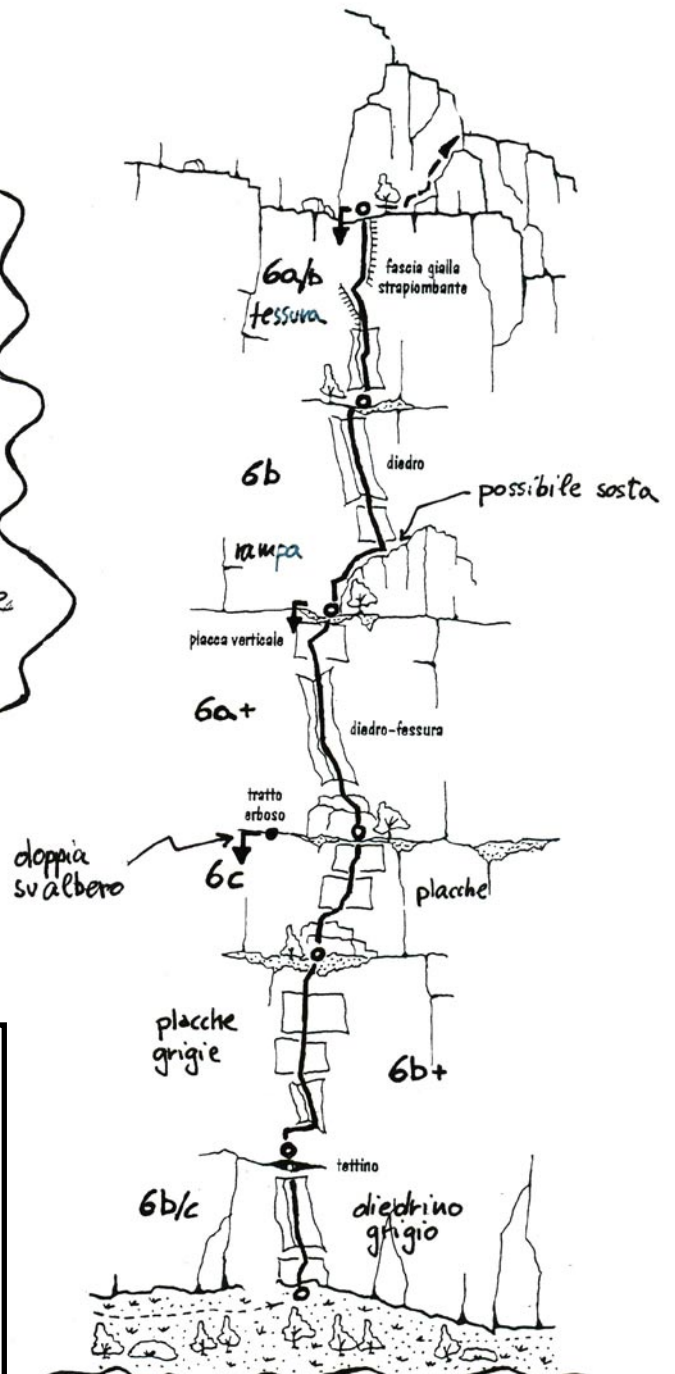 6a/b
tessura
fascia gialla
strapiombante
6b
diedro
possibile sosta
rampa
placca verticale
6a+
diedro-fessura
tratto
erboso
doppia
su albero
6c
placche
placche
grigie
6b+
tettino
6b/c
diedrino
grigio